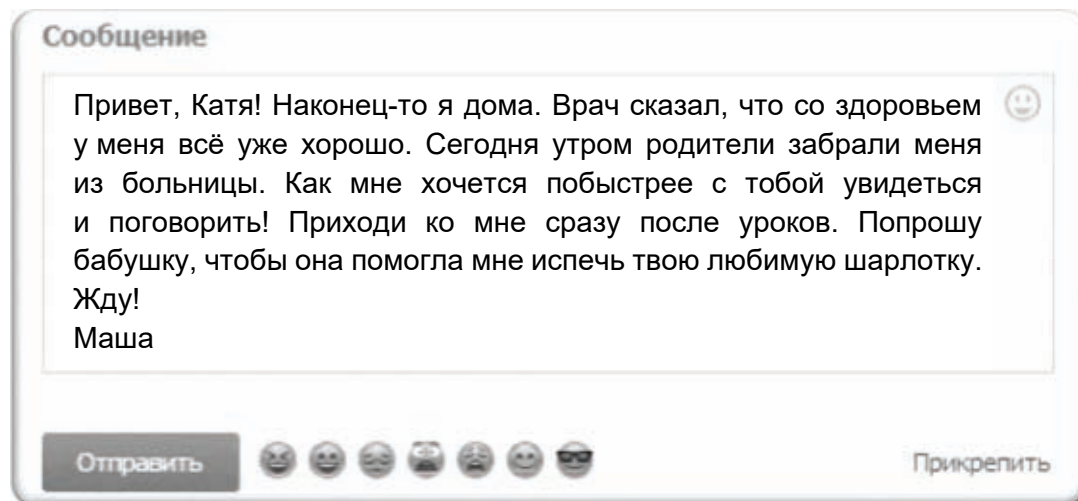 Сообщение
Привет, Катя! Наконец-то я дома. Врач сказал, что со здоровьем
у меня всё уже хорошо. Сегодня утром родители забрали меня
из больницы. Как мне хочется побыстрее с тобой увидеться
и поговорить! Приходи ко мне сразу после уроков. Попрошу
бабушку, чтобы она помогла мне испечь твою любимую шарлотку.
Жду!
Маша
Отправить
Прикрепить